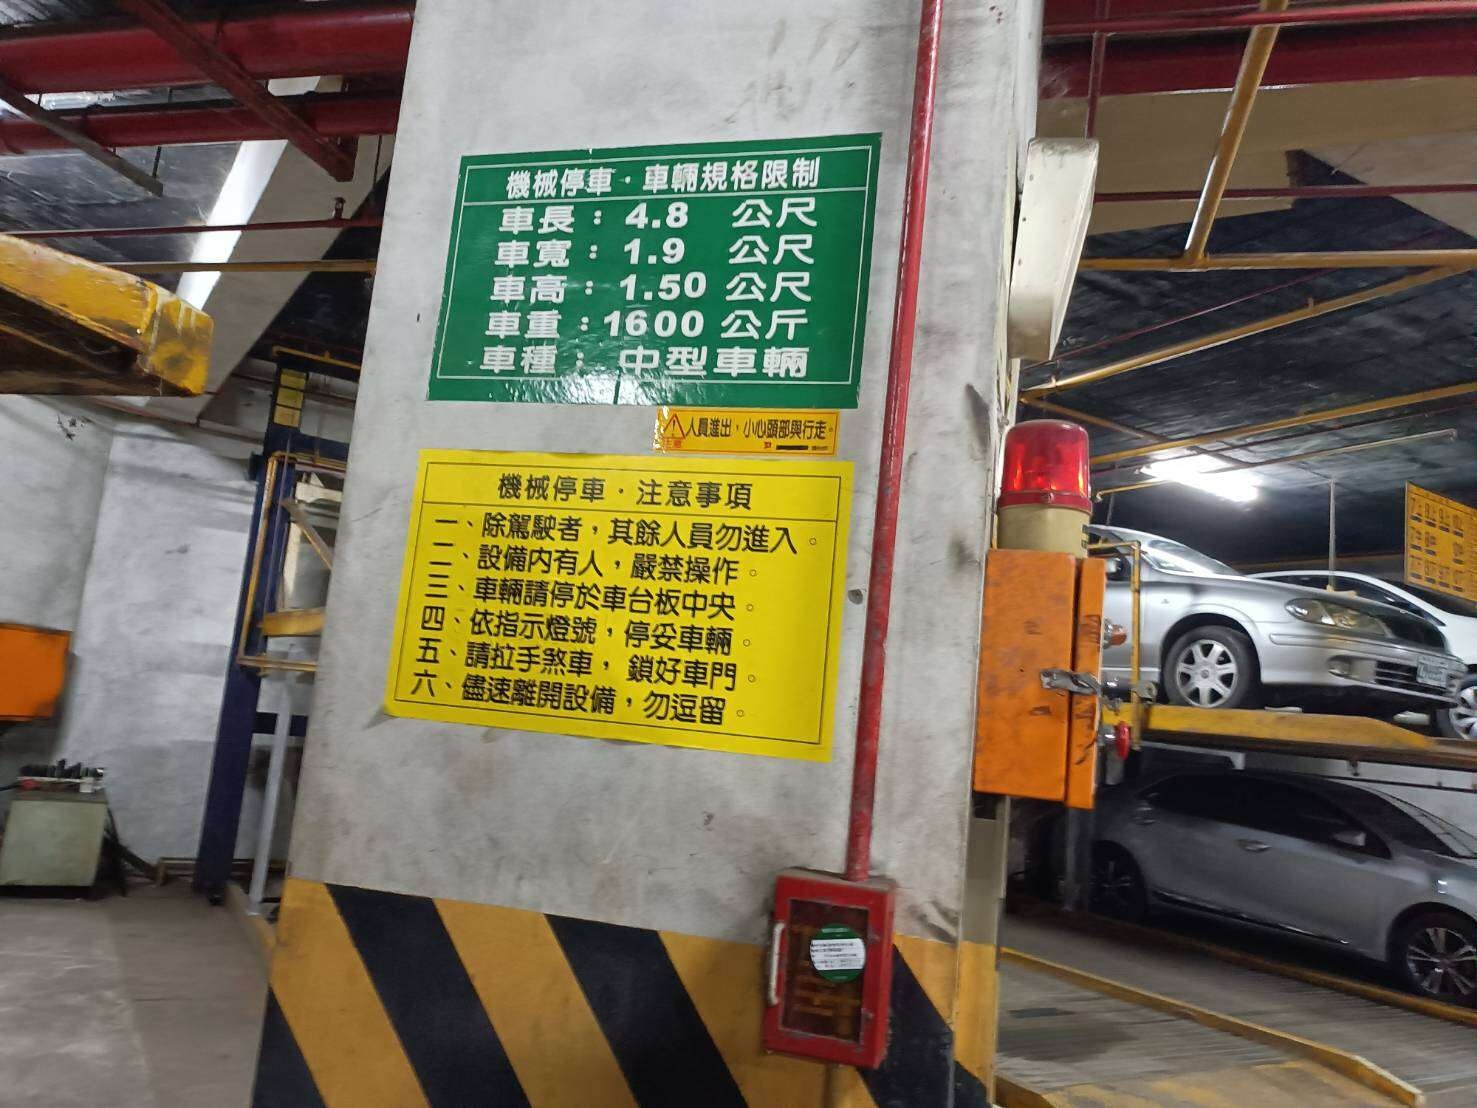 機械停車．車輛規格限制
車長：4.8 公尺
車寬：1.9 公尺
車高：1.50 公尺
車重：1600 公斤
車種：中型車輛
人員進出，小心頭部與行走。
機械停車．注意事項
一、除駕駛者，其餘人員勿進入。
二、設備內有人，嚴禁操作。
三、車輛請停於車台板中央。
四、依指示燈號，停妥車輛。
五、請拉手煞車，鎖好車門。
六、儘速離開設備，勿逗留。